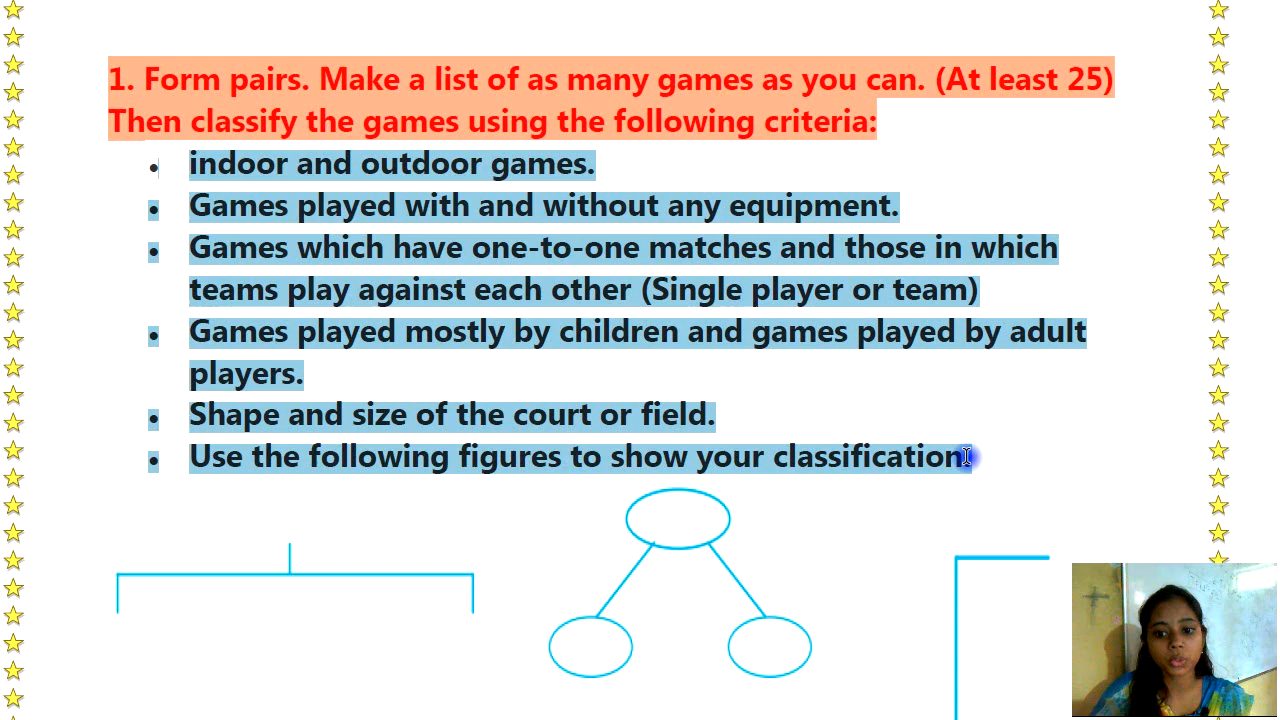 1. Form pairs. Make a list of as many games as you can. (At least 25)
Then classify the games using the following criteria:
• indoor and outdoor games.
• Games played with and without any equipment.
• Games which have one-to-one matches and those in which
teams play against each other (Single player or team)
• Games played mostly by children and games played by adult
players.
• Shape and size of the court or field.
• Use the following figures to show your classification